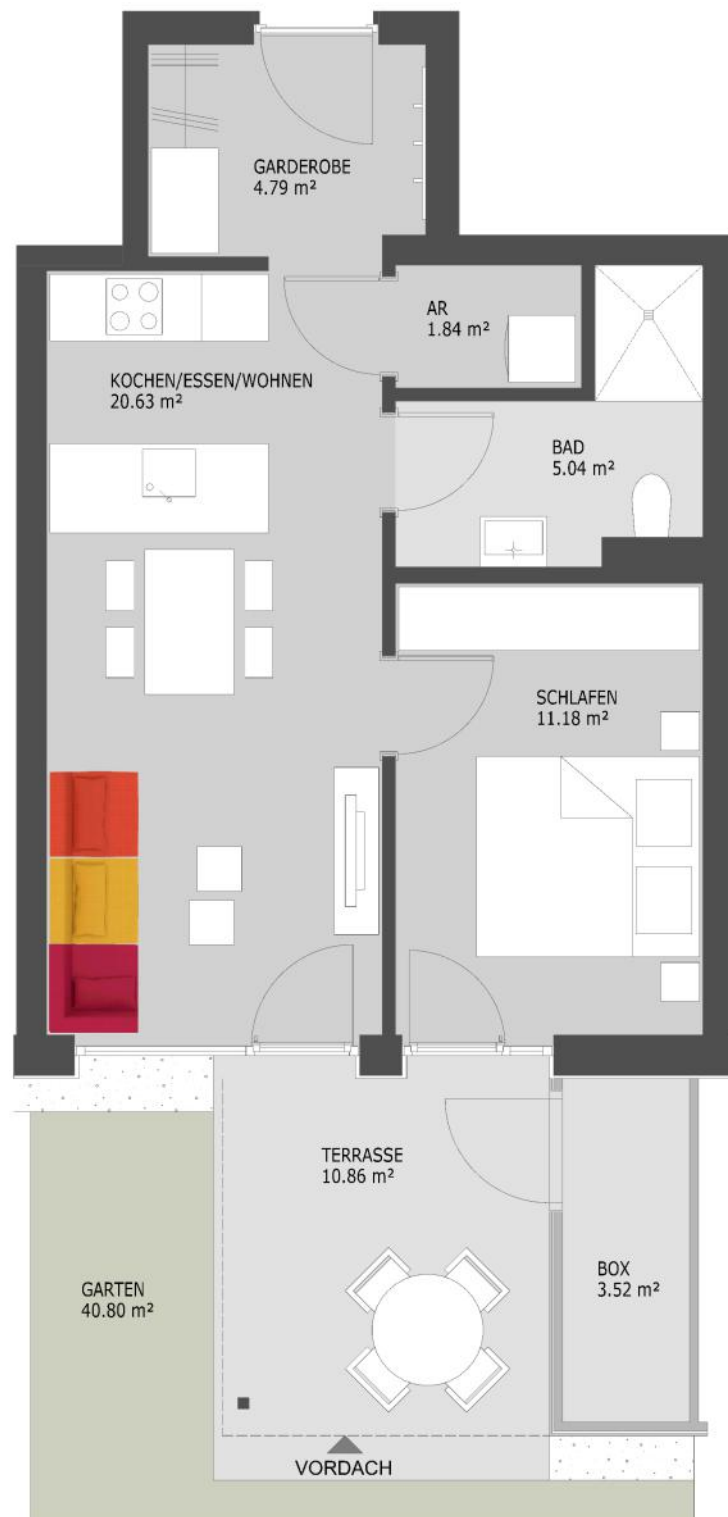 GARDEROBE
4.79 m²
AR
1.84 m²
KOCHEN/ESSEN/WOHNEN
20.63 m²
BAD
5.04 m²
SCHLAFEN
11.18 m²
TERRASSE
10.86 m²
GARTEN
40.80 m²
BOX
3.52 m²
VORDACH